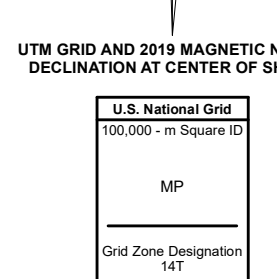 UTM GRID AND 2019 MAGNETIC N
DECLINATION AT CENTER OF SH
U.S. National Grid
100,000 - m Square ID
MP
Grid Zone Designation
14T